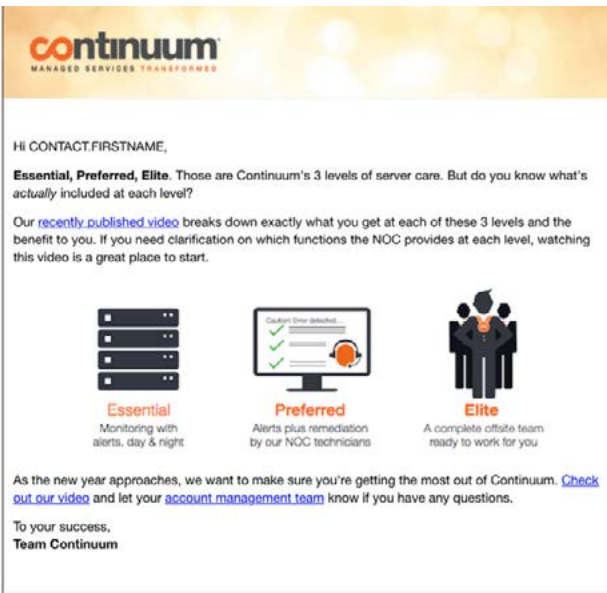 continuum
MANAGED SERVICES TRANSFORMED
Hi CONTACT.FIRSTNAME,
Essential, Preferred, Elite. Those are Continuum's 3 levels of server care. But do you know what's
actually included at each level?
Our recently published video breaks down exactly what you get at each of these 3 levels and the
benefit to you. If you need clarification on which functions the NOC provides at each level, watching
this video is a great place to start.
Caution! Error detected....
Essential
Monitoring with
alerts, day & night
Preferred
Alerts plus remediation
by our NOC technicians
Elite
A complete offsite team
ready to work for you
As the new year approaches, we want to make sure you're getting the most out of Continuum. Check
out our video and let your account management team know if you have any questions.
To your success,
Team Continuum